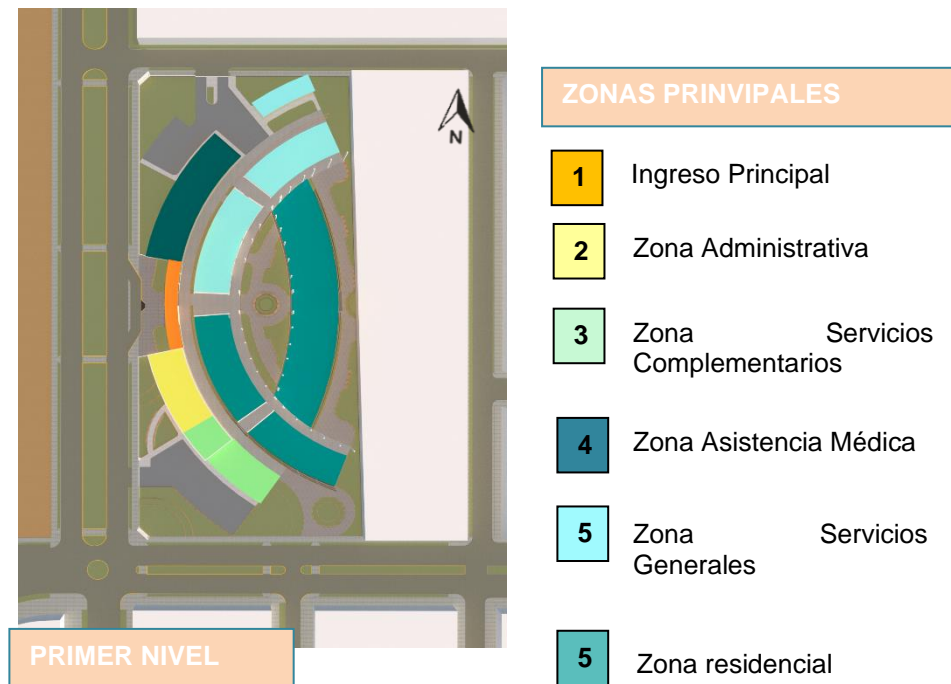 ZONAS PRINVIPALES
N
1 Ingreso Principal
2 Zona Administrativa
3 Zona Servicios
Complementarios
4 Zona Asistencia Médica
5 Zona Servicios
Generales
5 Zona residencial
PRIMER NIVEL